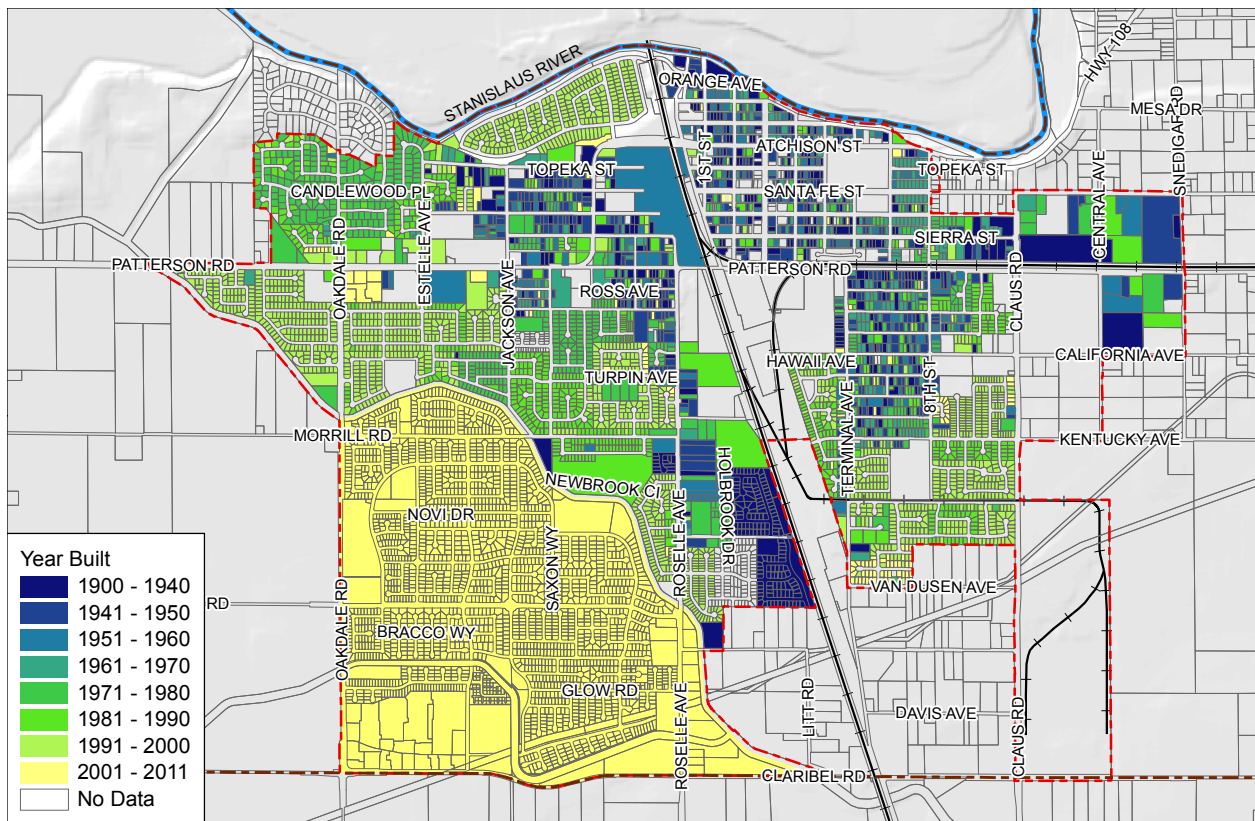 HWY 108
STANISLAUS RIVER
ORANGE AVE
MESA DR
SNEDIGAR RD
ATCHISON ST
1ST ST
TOPEKA ST
TOPEKA ST
CENTRAL AVE
CANDLEWOOD PL
SANTA FE ST
ESTELLE AVE
OAKDALE RD
SIERRA ST
PATTERSON RD
PATTERSON RD
CLAUS RD
ROSS AVE
JACKSON AVE
HAWAII AVE
CALIFORNIA AVE
TURPIN AVE
8TH ST
TERMINAL AVE
MORRILL RD
KENTUCKY AVE
HOLBROOK DR
NEWBROOK CI
ROSELLE AVE
NOVI DR
SAXON WY
VAN DUSEN AVE
RD
OAKDALE RD
BRACCO WY
GLOW RD
LITT RD
DAVIS AVE
CLAUS RD
ROSELLE AVE
CLARIBEL RD
Year Built
1900 - 1940
1941 - 1950
1951 - 1960
1961 - 1970
1971 - 1980
1981 - 1990
1991 - 2000
2001 - 2011
No Data